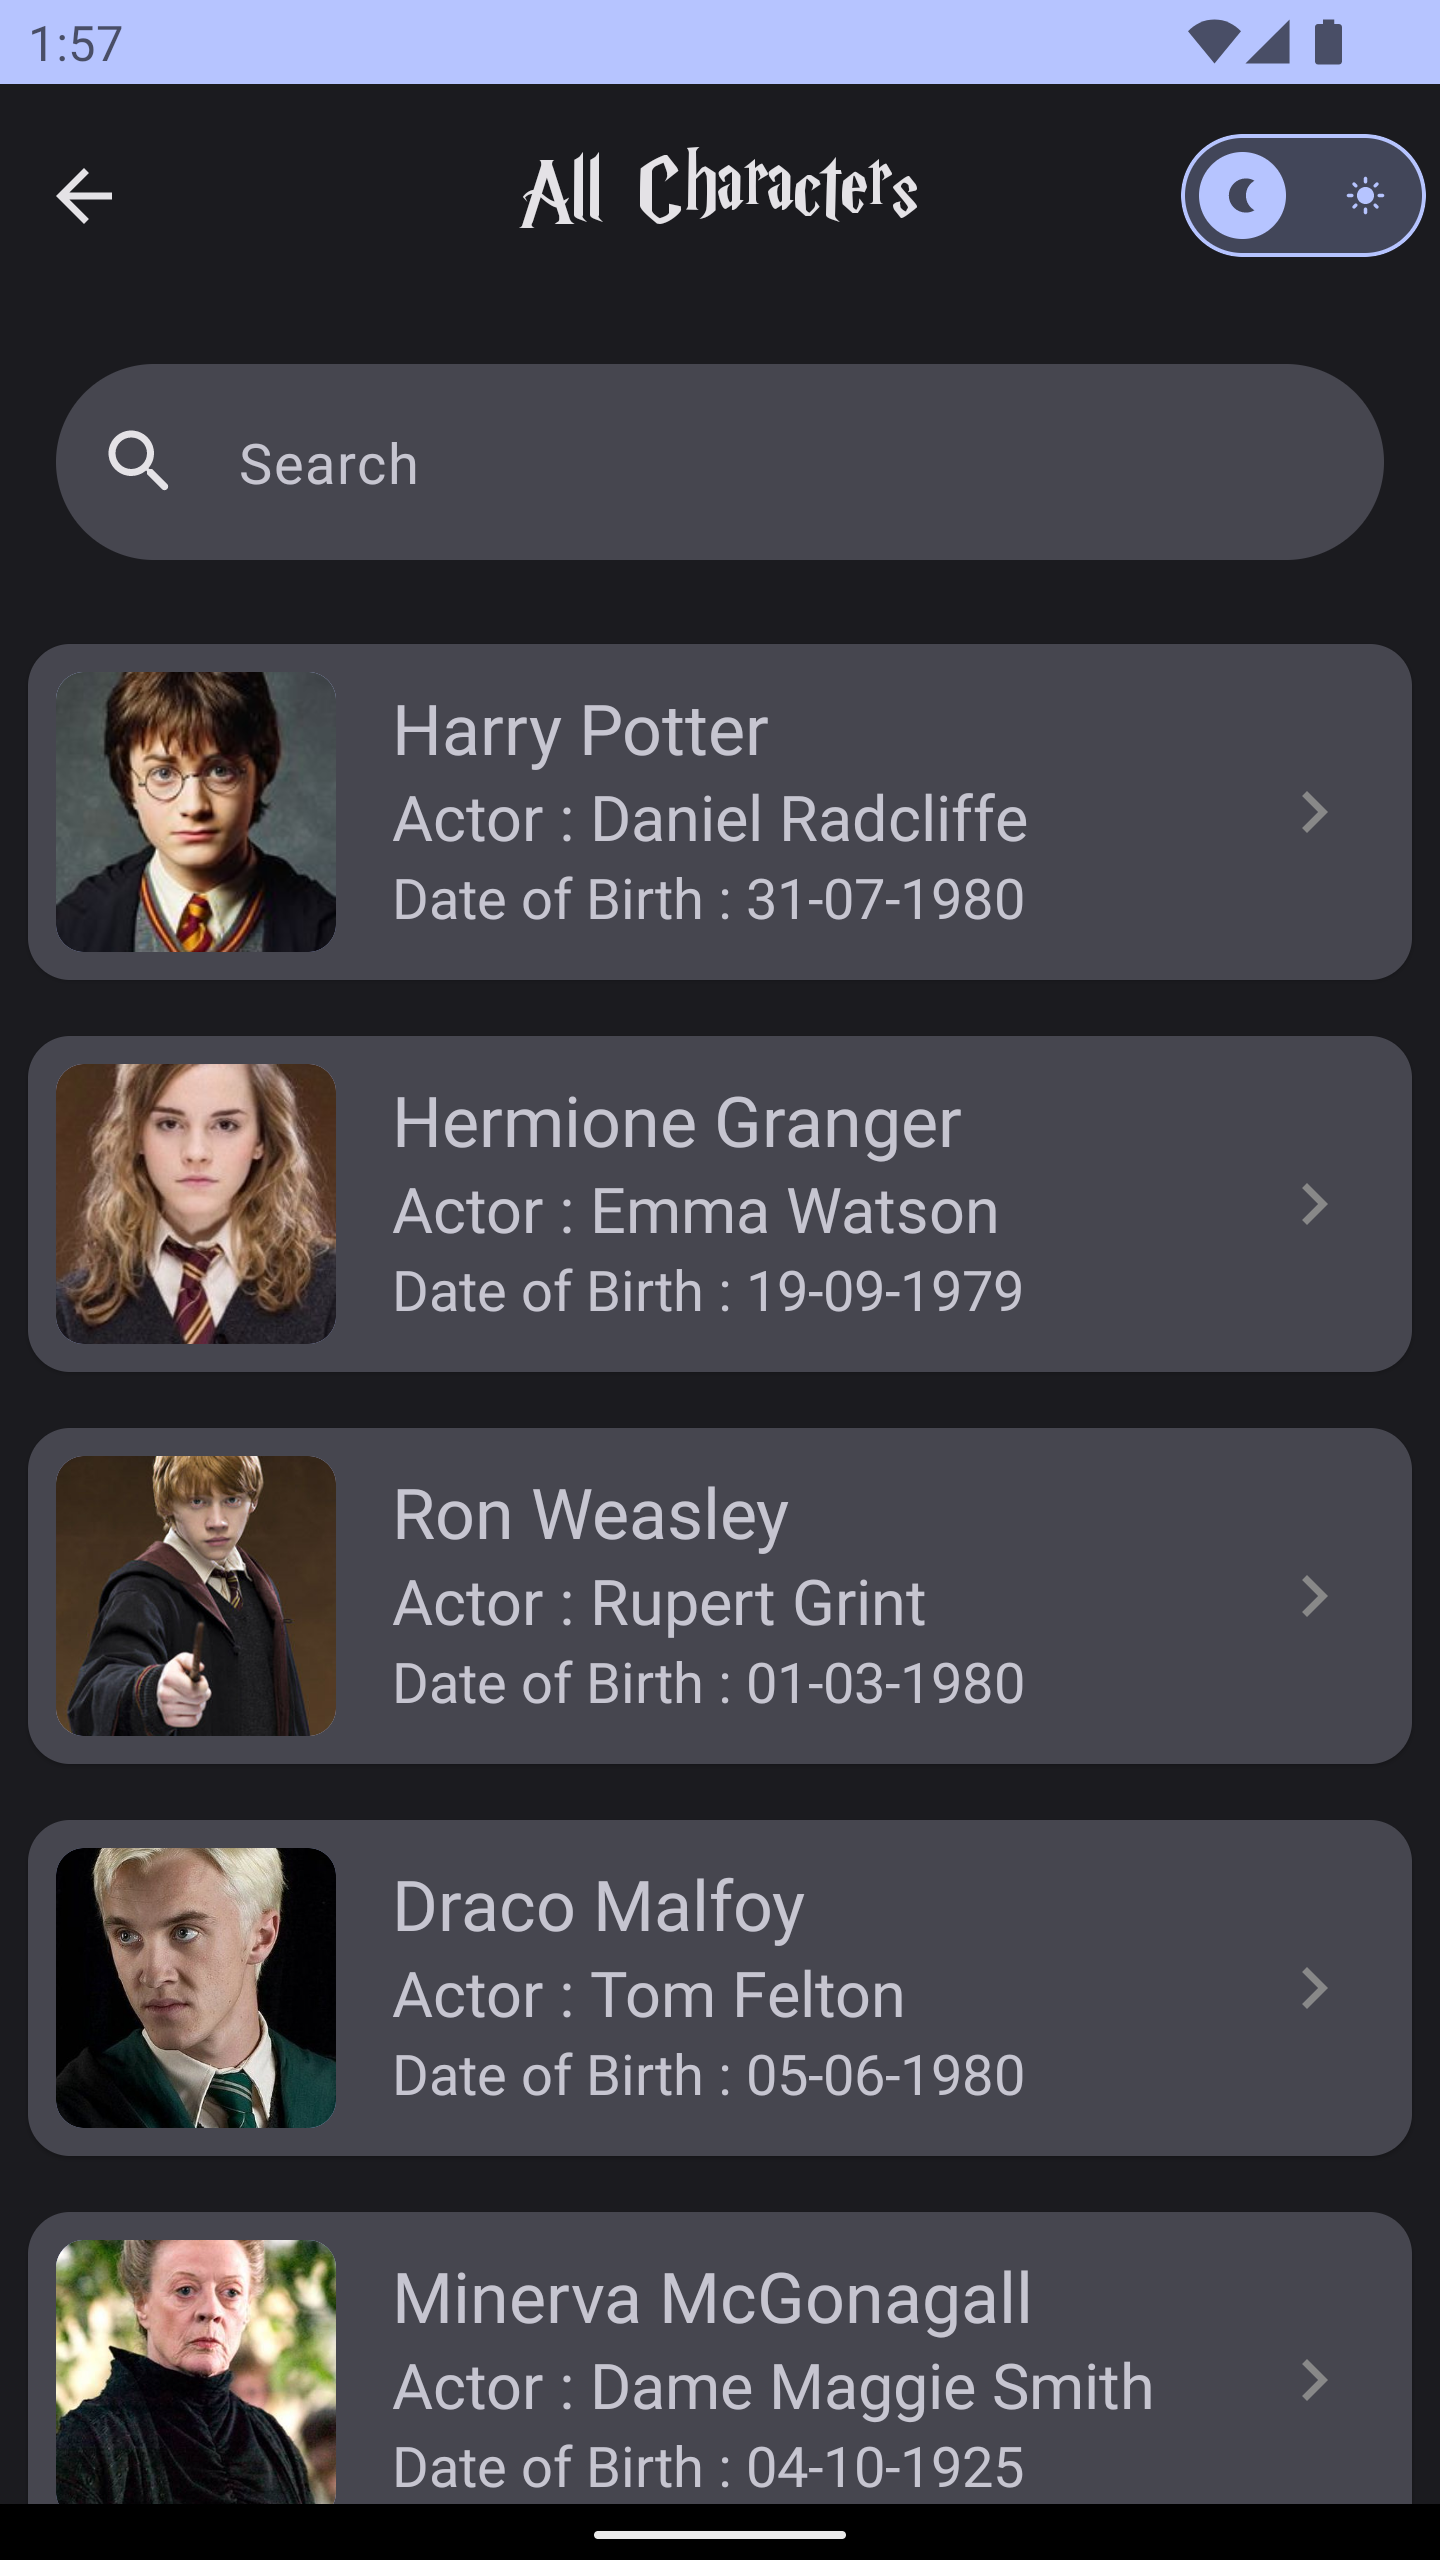 1:57
All Characters
Search
Harry Potter
Actor : Daniel Radcliffe
Date of Birth : 31-07-1980
Hermione Granger
Actor : Emma Watson
Date of Birth : 19-09-1979
Ron Weasley
Actor : Rupert Grint
Date of Birth : 01-03-1980
Draco Malfoy
Actor : Tom Felton
Date of Birth : 05-06-1980
Minerva McGonagall
Actor : Dame Maggie Smith
Date of Birth : 04-10-1925